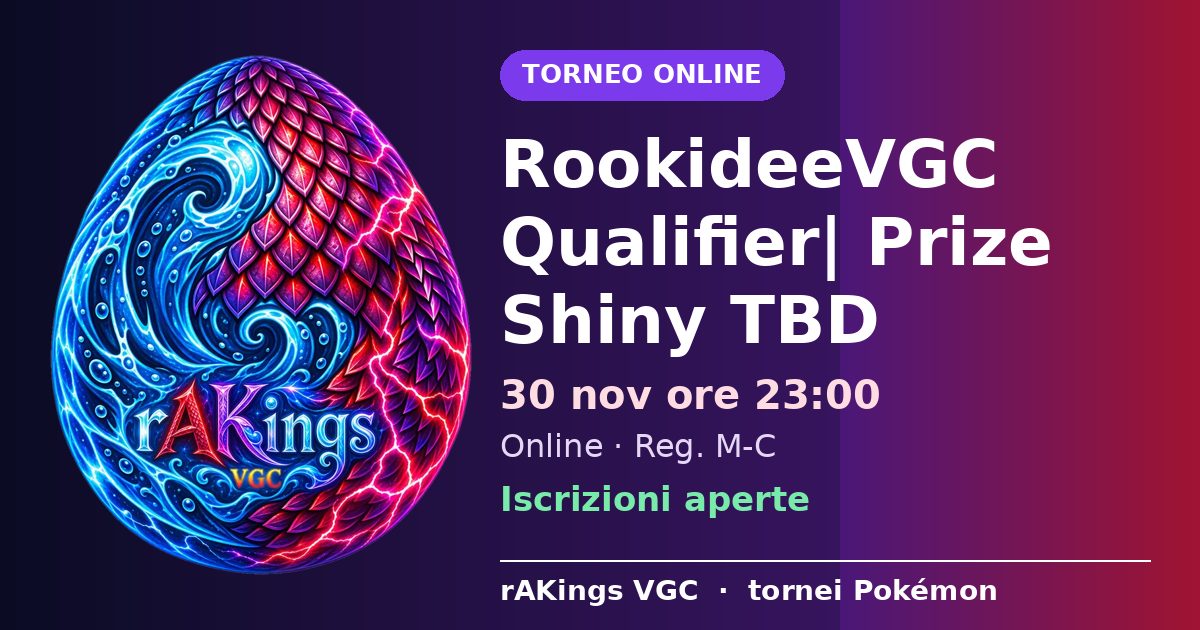 TORNEO ONLINE
RookideeVGC
Qualifier| Prize
Shiny TBD
30 nov ore 23:00
Online · Reg. M-C
Iscrizioni aperte
rAKings
VGC
rAKings VGC · tornei Pokémon